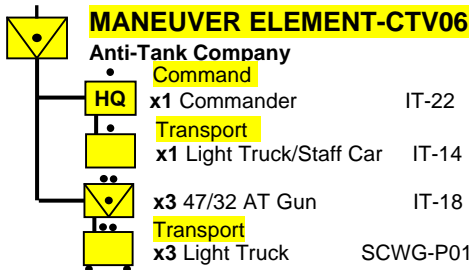 MANEUVER ELEMENT-CTV06
Anti-Tank Company
Command
HQ x1 Commander IT-22
Transport
x1 Light Truck/Staff Car IT-14
x3 47/32 AT Gun IT-18
Transport
x3 Light Truck SCWG-P01